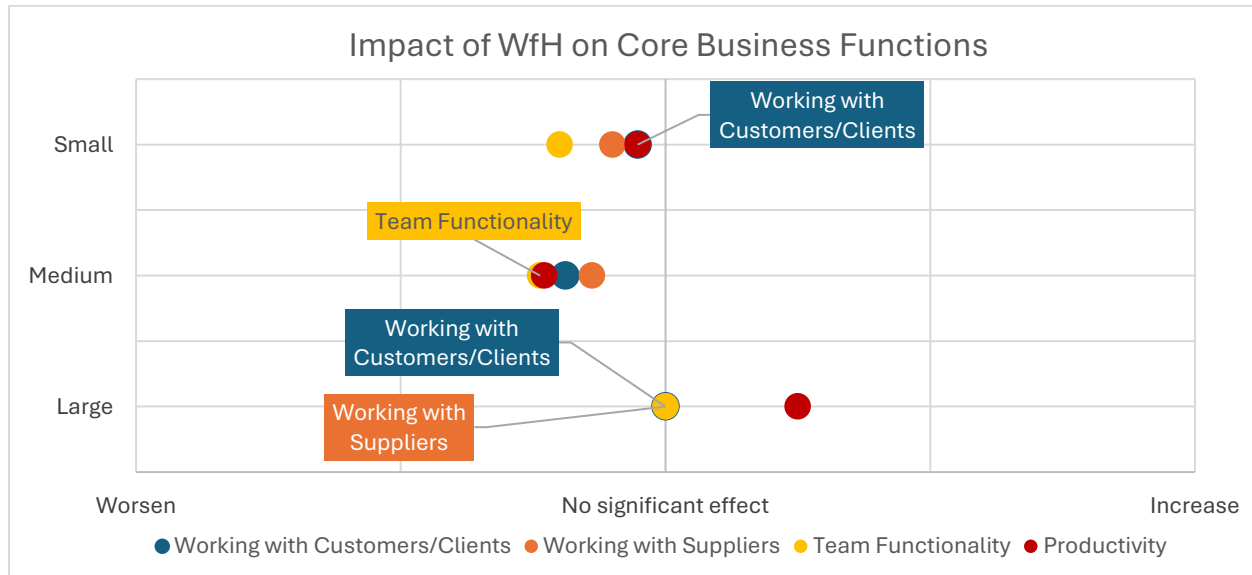 Impact of WfH on Core Business Functions
Working with
Customers/Clients
Small
Team Functionality
Medium
Working with
Customers/Clients
Large
Working with
Suppliers
Worsen
No significant effect
Increase
Working with Customers/Clients
Working with Suppliers
Team Functionality
Productivity